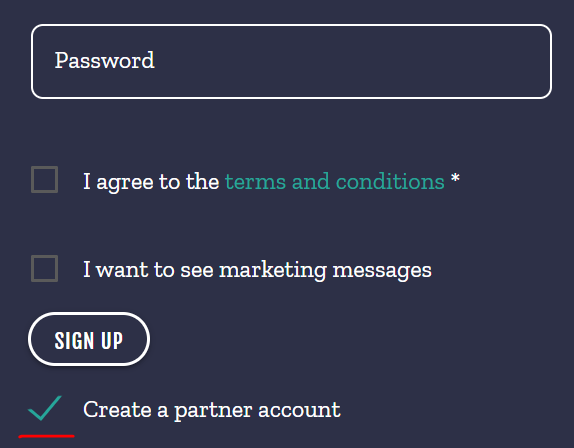 Password
I agree to the terms and conditions *
I want to see marketing messages
SIGN UP
Create a partner account